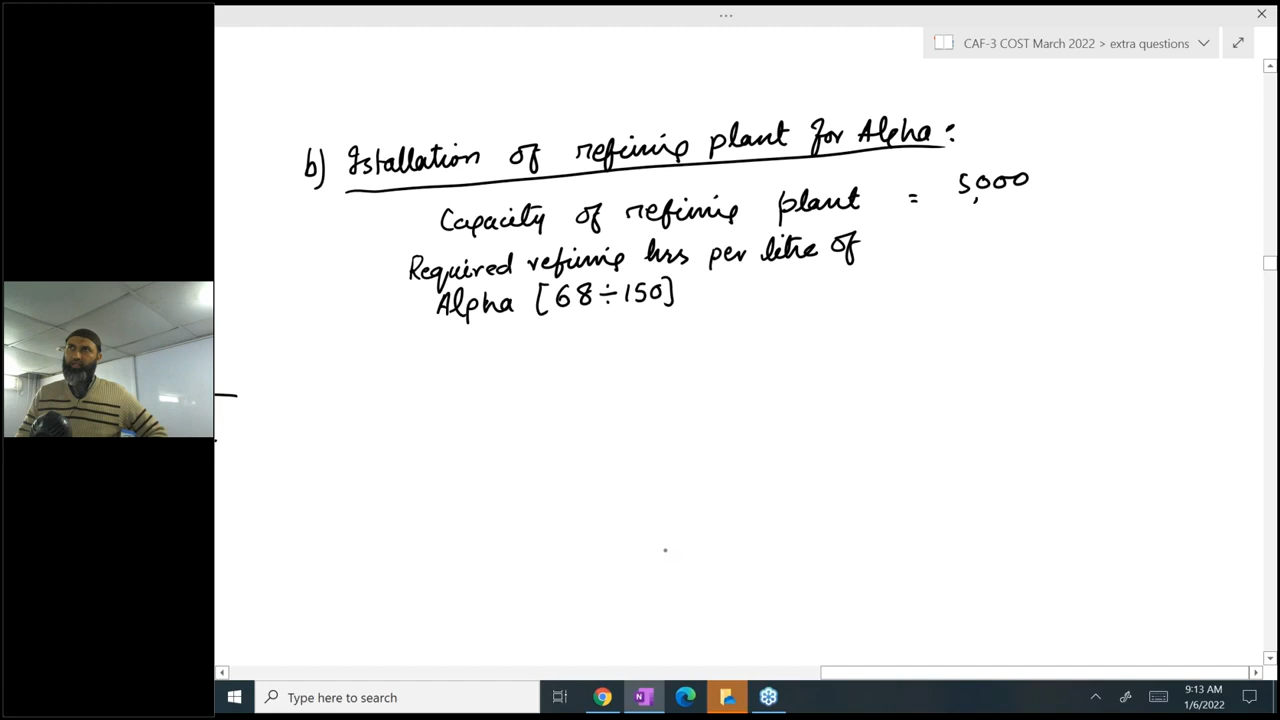 CAF-3 COST March 2022 > extra questions
b) Istallation of refining plant for Alpha:
Capacity of refining plant = 5,000
Required refining hrs per litre of
Alpha [68÷150]
Type here to search
9:13 AM
1/6/2022